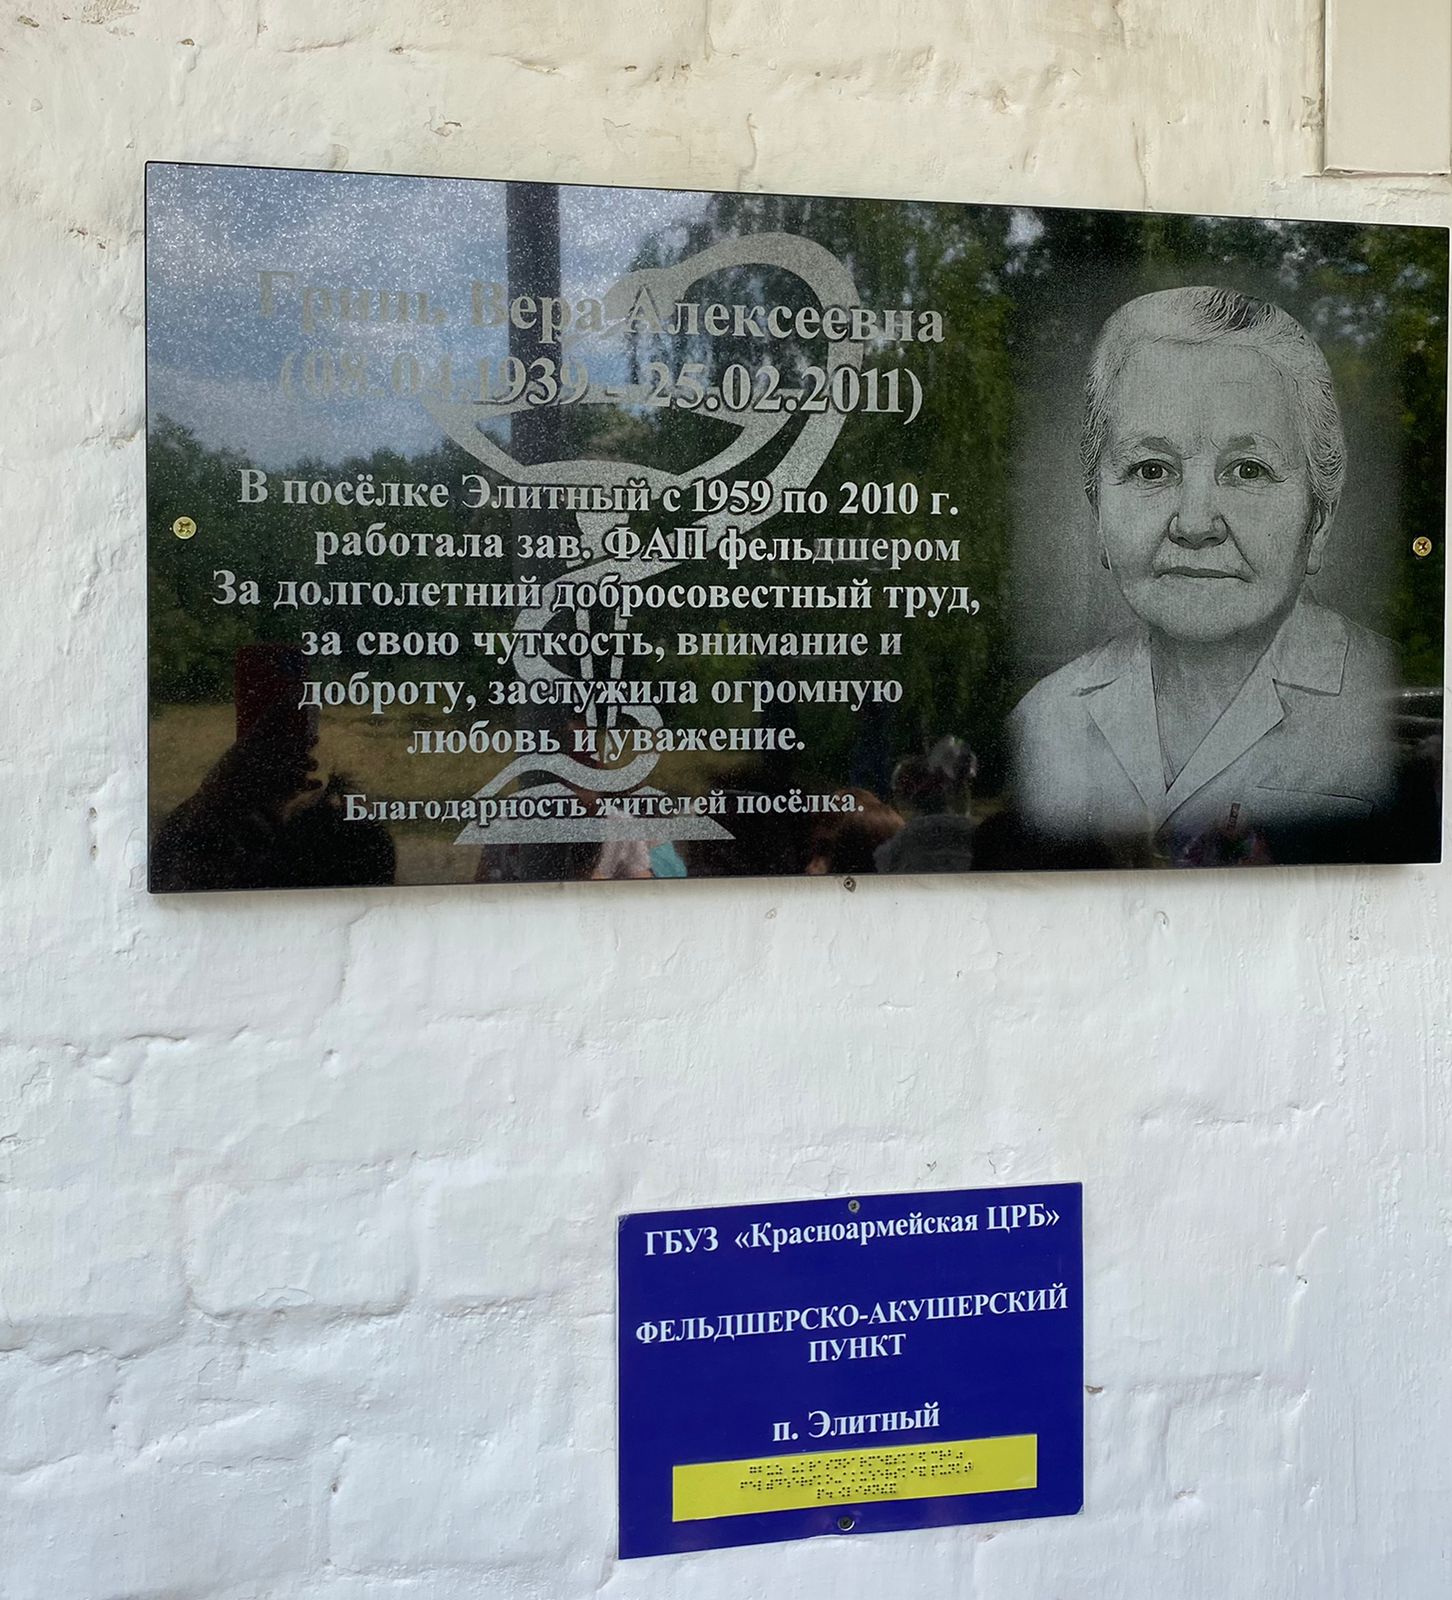 Гринь Вера Алексеевна
(08.04.1939 - 25.02.2011)
В посёлке Элитный с 1959 по 2010 г.
работала зав. ФАП фельдшером
За долголетний добросовестный труд,
за свою чуткость, внимание и
доброту, заслужила огромную
любовь и уважение.
Благодарность жителей посёлка.
ГБУЗ «Красноармейская ЦРБ»
ФЕЛЬДШЕРСКО-АКУШЕРСКИЙ
ПУНКТ
п. Элитный